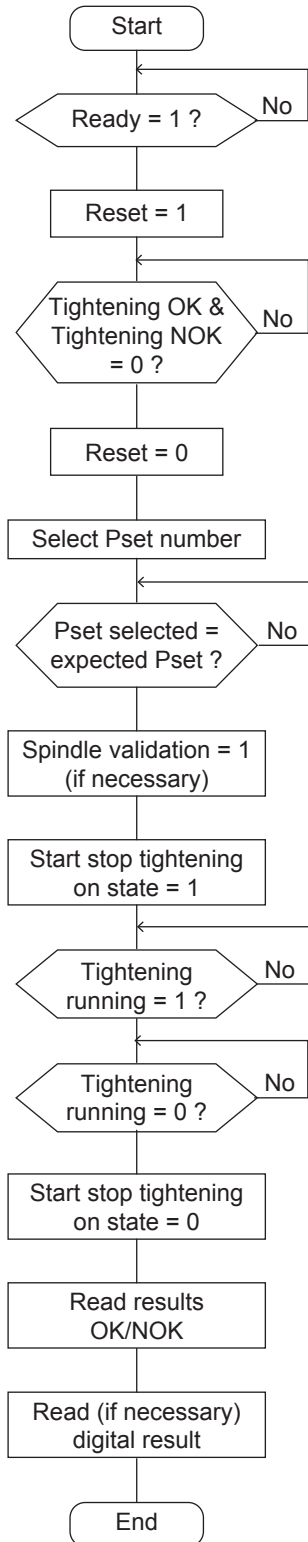 Start
Ready = 1 ?
No
Reset = 1
Tightening OK &
Tightening NOK
= 0 ?
No
Reset = 0
Select Pset number
Pset selected =
expected Pset ?
No
Spindle validation = 1
(if necessary)
Start stop tightening
on state = 1
Tightening
running = 1 ?
No
Tightening
running = 0 ?
No
Start stop tightening
on state = 0
Read results
OK/NOK
Read (if necessary)
digital result
End